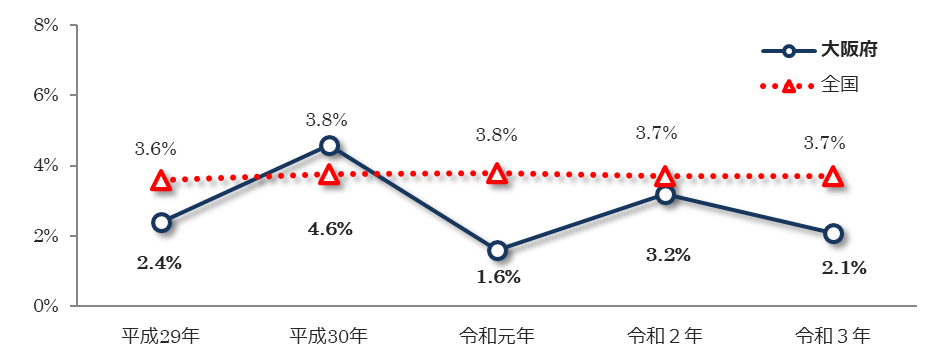 8%
大阪府
全国
6%
3.6%
3.8%
3.8%
3.7%
3.7%
4%
4.6%
2.4%
1.6%
3.2%
2.1%
2%
0%
平成29年
平成30年
令和元年
令和２年
令和３年